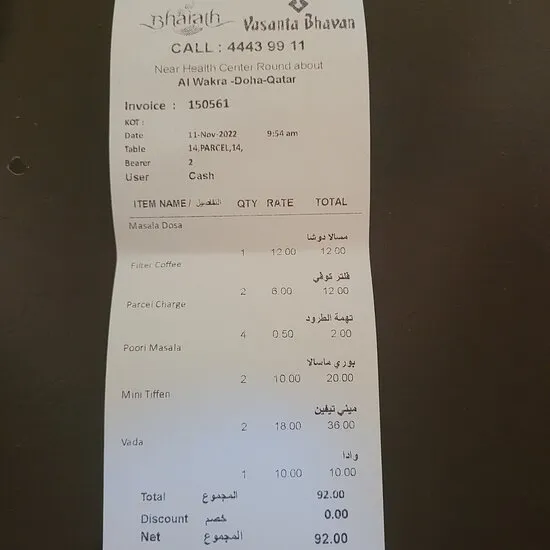 Bharath Vasanta Bhavan
CALL : 4443 99 11
Near Health Center Round about
Al Wakra -Doha-Qatar
Invoice : 150561
KOT :
Date 11-Nov-2022 9:54 am
Table 14,PARCEL,14,
Bearer 2
User Cash
ITEM NAME / التفاصيل QTY RATE TOTAL
Masala Dosa
مسالا دوشا
1 12.00 12.00
Filter Coffee
فلتر توفي
2 6.00 12.00
Parcel Charge
تهمة الطرود
4 0.50 2.00
Poori Masala
بوري ماسالا
2 10.00 20.00
Mini Tiffen
ميني تيفين
2 18.00 36.00
Vada
وادا
1 10.00 10.00
Total المجموع 92.00
Discount خصم 0.00
Net المجموع 92.00